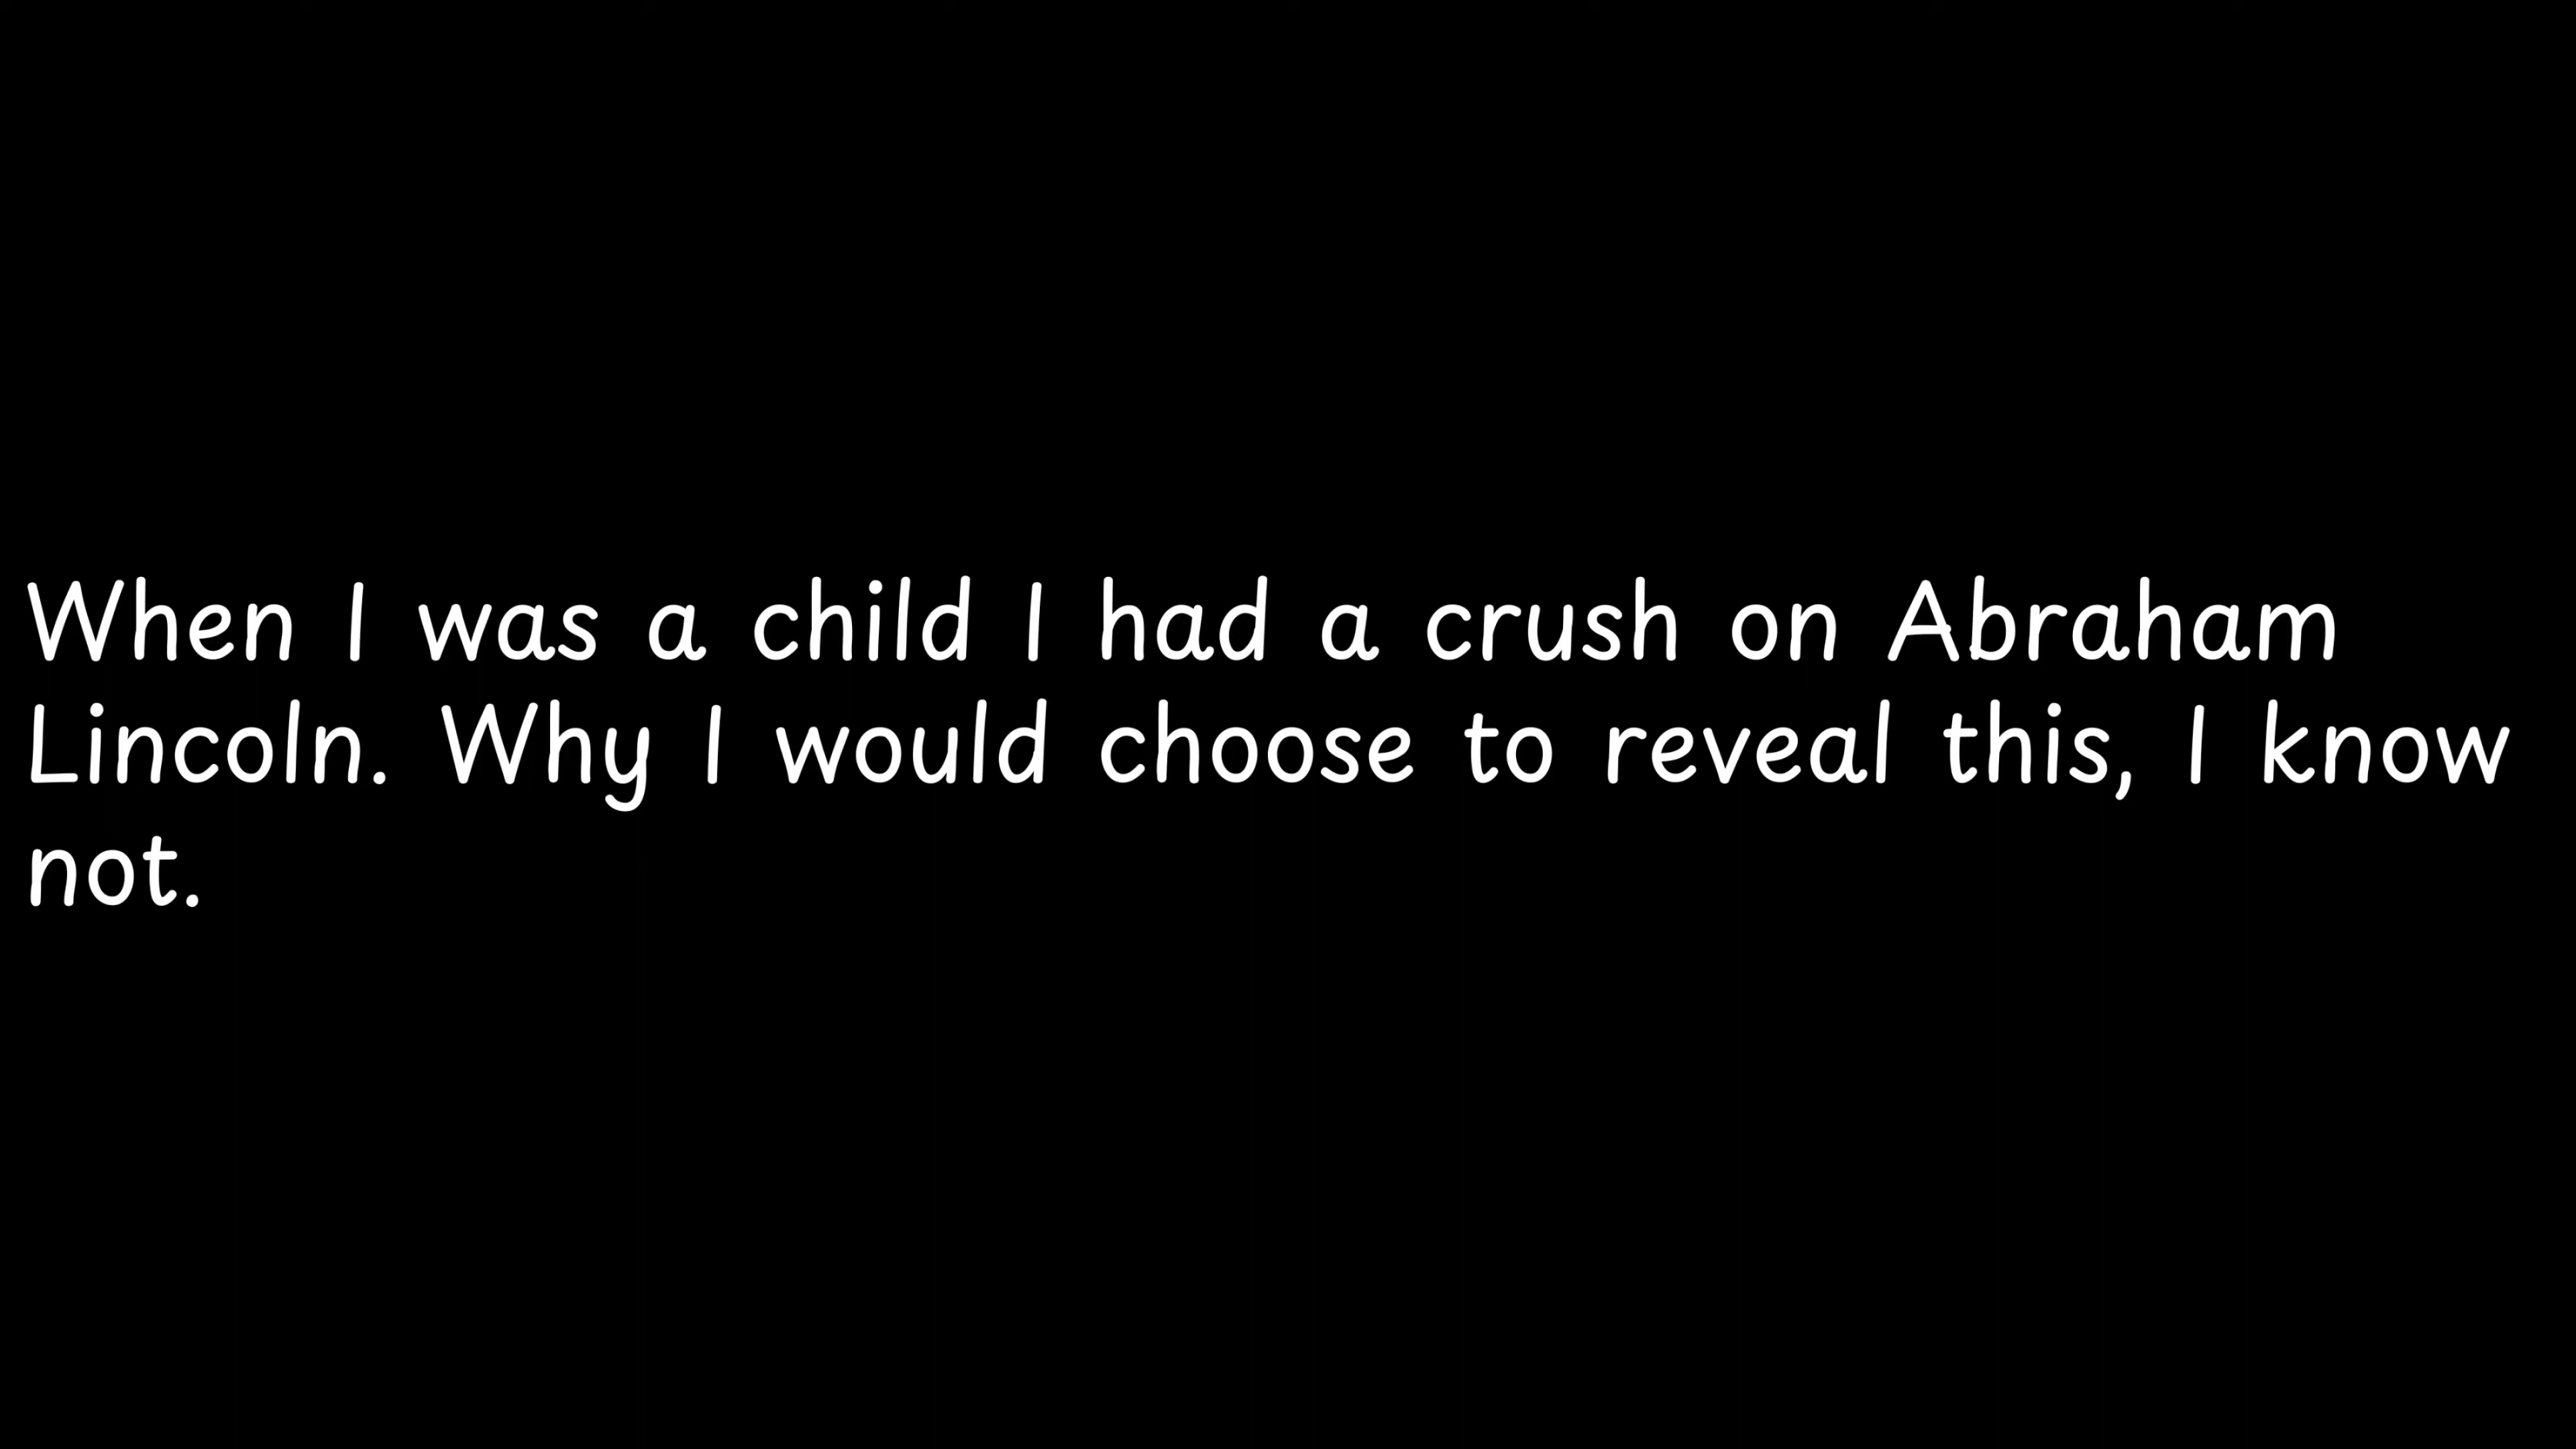 When I was a child I had a crush on Abraham
Lincoln. Why I would choose to reveal this, I know
not.